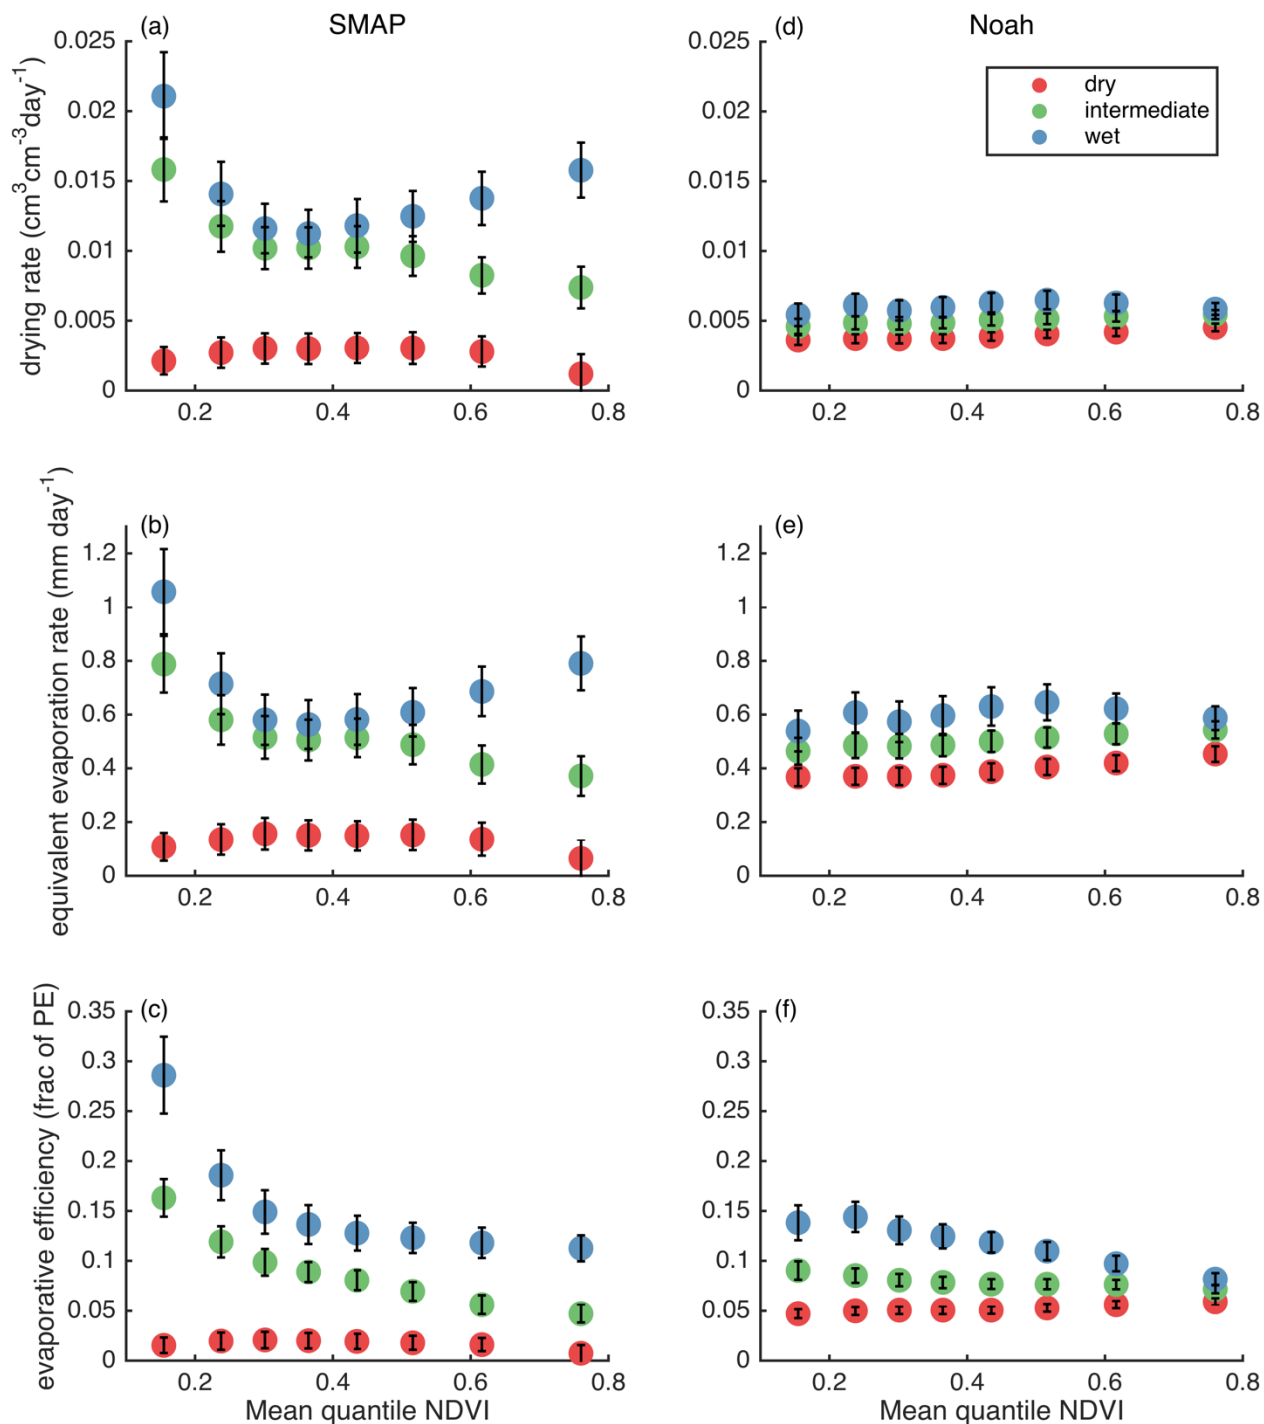 (a) SMAP
0.025
0.02
0.015
0.01
0.005
0
0.2 0.4 0.6 0.8
drying rate (cm³cm⁻³day⁻¹)
(d) Noah
0.025
0.02
0.015
0.01
0.005
0
0.2 0.4 0.6 0.8
dry
intermediate
wet
(b)
1.2
1
0.8
0.6
0.4
0.2
0
0.2 0.4 0.6 0.8
equivalent evaporation rate (mm day⁻¹)
(e)
1.2
1
0.8
0.6
0.4
0.2
0
0.2 0.4 0.6 0.8
(c)
0.35
0.3
0.25
0.2
0.15
0.1
0.05
0
0.2 0.4 0.6 0.8
evaporative efficiency (frac of PE)
Mean quantile NDVI
(f)
0.35
0.3
0.25
0.2
0.15
0.1
0.05
0
0.2 0.4 0.6 0.8
Mean quantile NDVI